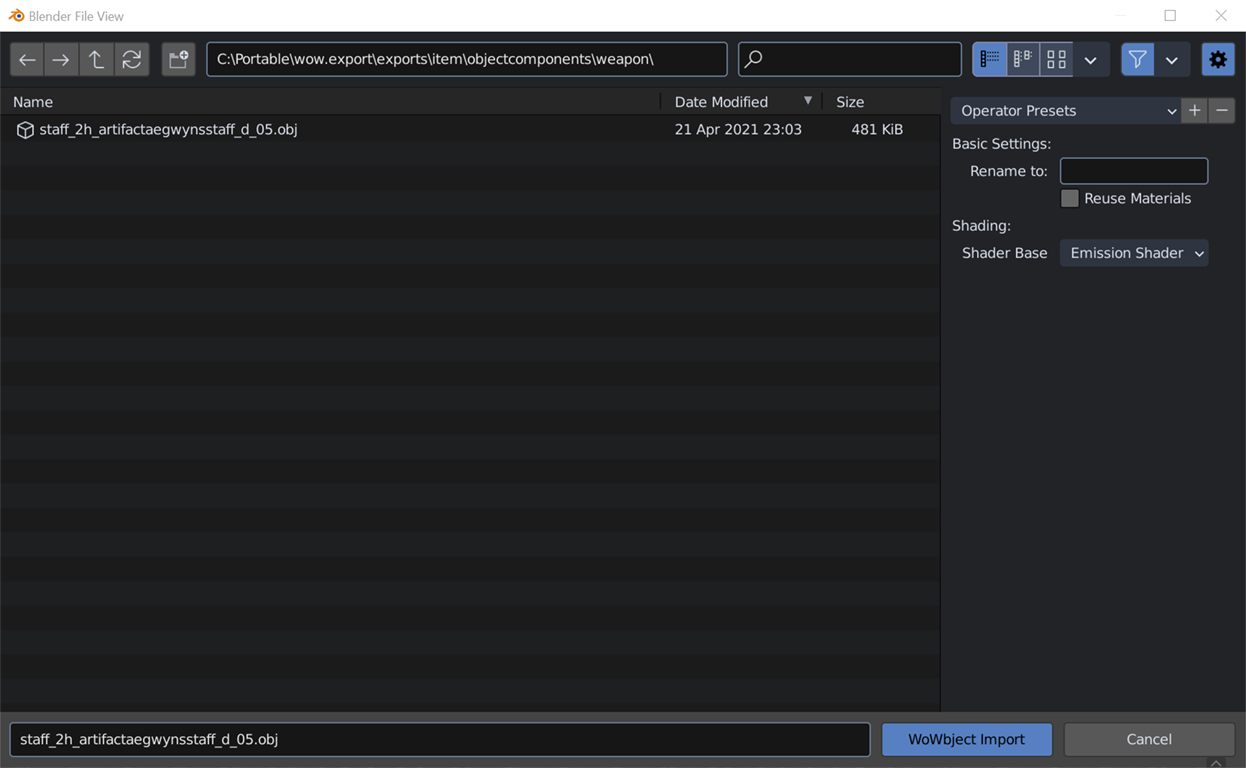 Blender File View
C:\Portable\wow.export\exports\item\objectcomponents\weapon\
Name Date Modified Size
staff_2h_artifactaegwynsstaff_d_05.obj 21 Apr 2021 23:03 481 KiB
Operator Presets
Basic Settings:
Rename to:
Reuse Materials
Shading:
Shader Base Emission Shader
staff_2h_artifactaegwynsstaff_d_05.obj WoWbject Import Cancel